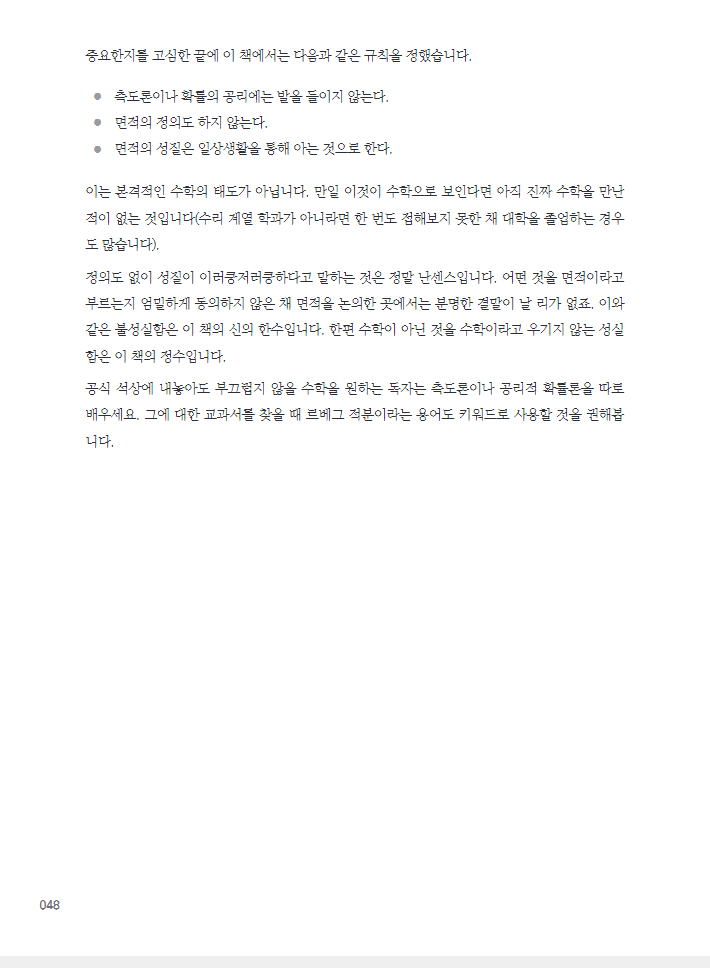 중요한지를 고심한 끝에 이 책에서는 다음과 같은 규칙을 정했습니다.
● 측도론이나 확률의 공리에는 발을 들이지 않는다.
● 면적의 정의도 하지 않는다.
● 면적의 성질은 일상생활을 통해 아는 것으로 한다.
이는 본격적인 수학의 태도가 아닙니다. 만일 이것이 수학으로 보인다면 아직 진짜 수학을 만난
적이 없는 것입니다(수리 계열 학과가 아니라면 한 번도 접해보지 못한 채 대학을 졸업하는 경우
도 많습니다).
정의도 없이 성질이 이러쿵저러쿵하다고 말하는 것은 정말 난센스입니다. 어떤 것을 면적이라고
부르는지 엄밀하게 동의하지 않은 채 면적을 논의한 곳에서는 분명한 결말이 날 리가 없죠. 이와
같은 불성실함은 이 책의 신의 한수입니다. 한편 수학이 아닌 것을 수학이라고 우기지 않는 성실
함은 이 책의 정수입니다.
공식 석상에 내놓아도 부끄럽지 않을 수학을 원하는 독자는 측도론이나 공리적 확률론을 따로
배우세요. 그에 대한 교과서를 찾을 때 르베그 적분이라는 용어도 키워드로 사용할 것을 권해봅
니다.
048